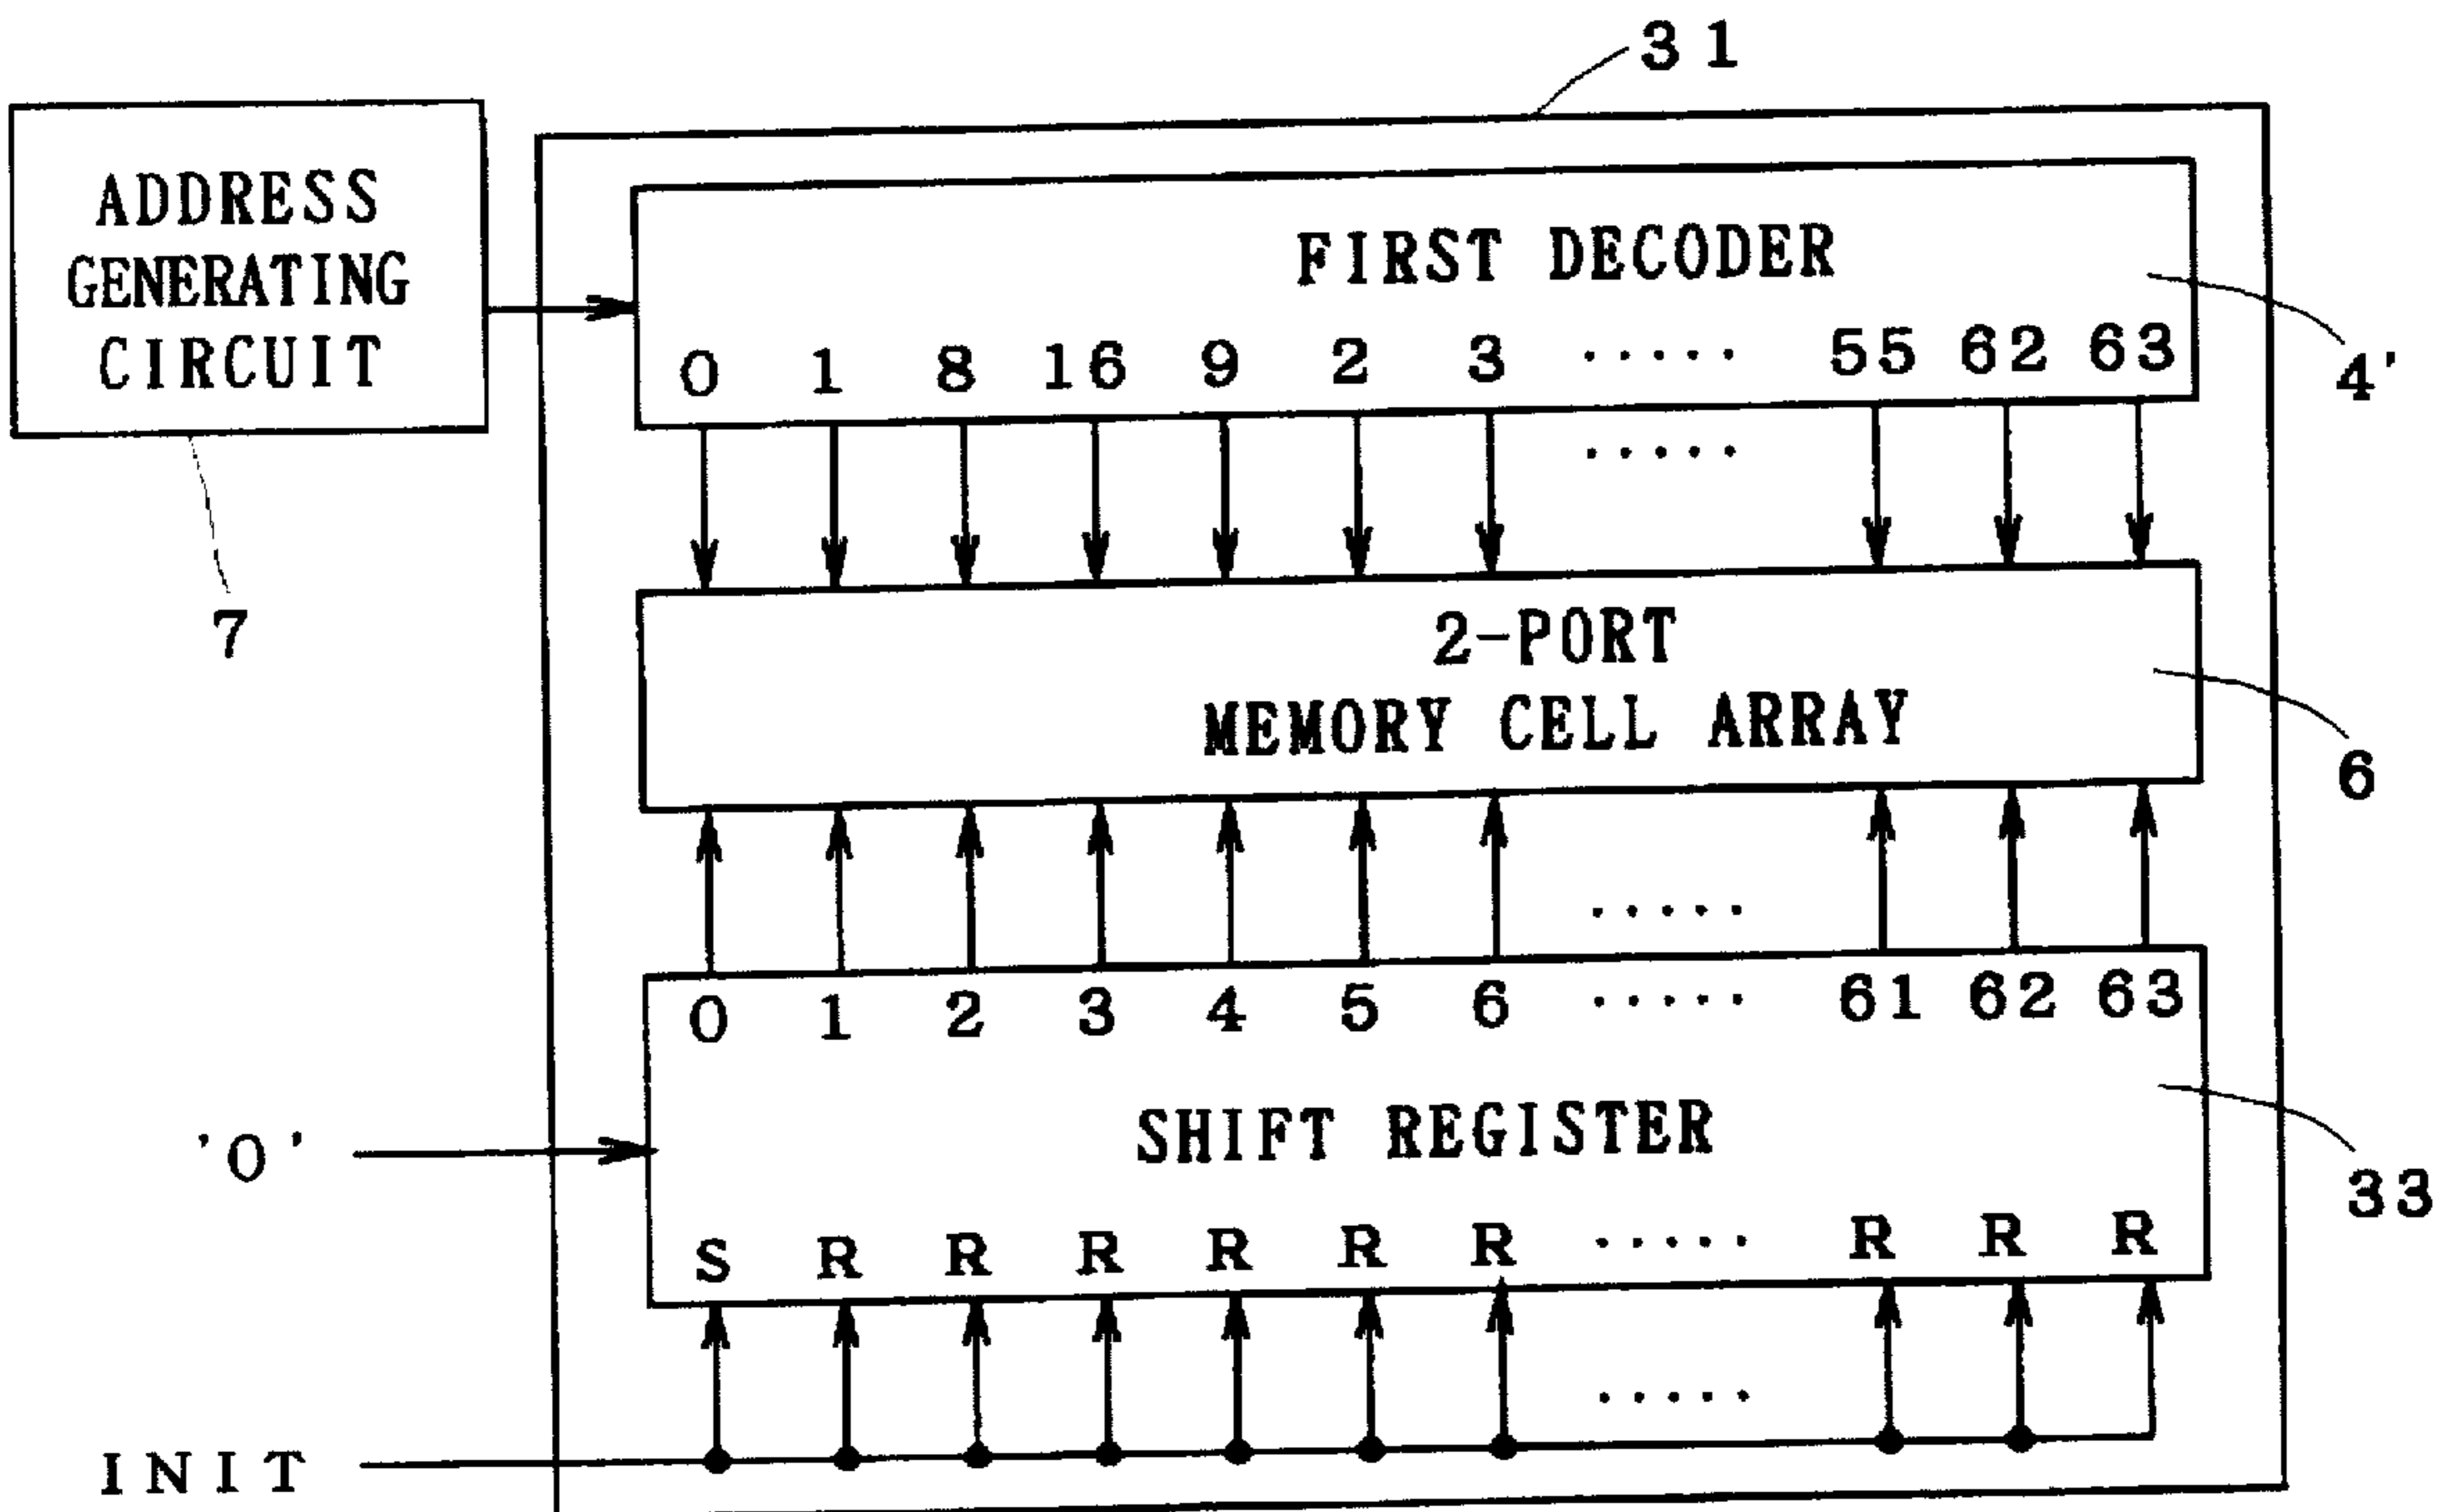 31
ADDRESS
GENERATING
CIRCUIT
7
FIRST DECODER
0 1 8 16 9 2 3 ..... 55 62 63
.....
4'
2-PORT
MEMORY CELL ARRAY
6
.....
0 1 2 3 4 5 6 ..... 61 62 63
'0'
SHIFT REGISTER
33
S R R R R R R ..... R R R
.....
INIT